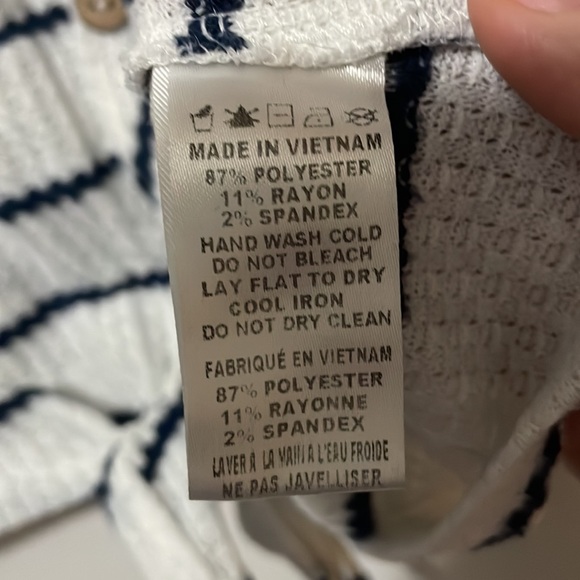 MADE IN VIETNAM
87% POLYESTER
11% RAYON
2% SPANDEX
HAND WASH COLD
DO NOT BLEACH
LAY FLAT TO DRY
COOL IRON
DO NOT DRY CLEAN
FABRIQUÉ EN VIETNAM
87% POLYESTER
11% RAYONNE
2% SPANDEX
LAVER À LA MAIN À L'EAU FROIDE
NE PAS JAVELLISER